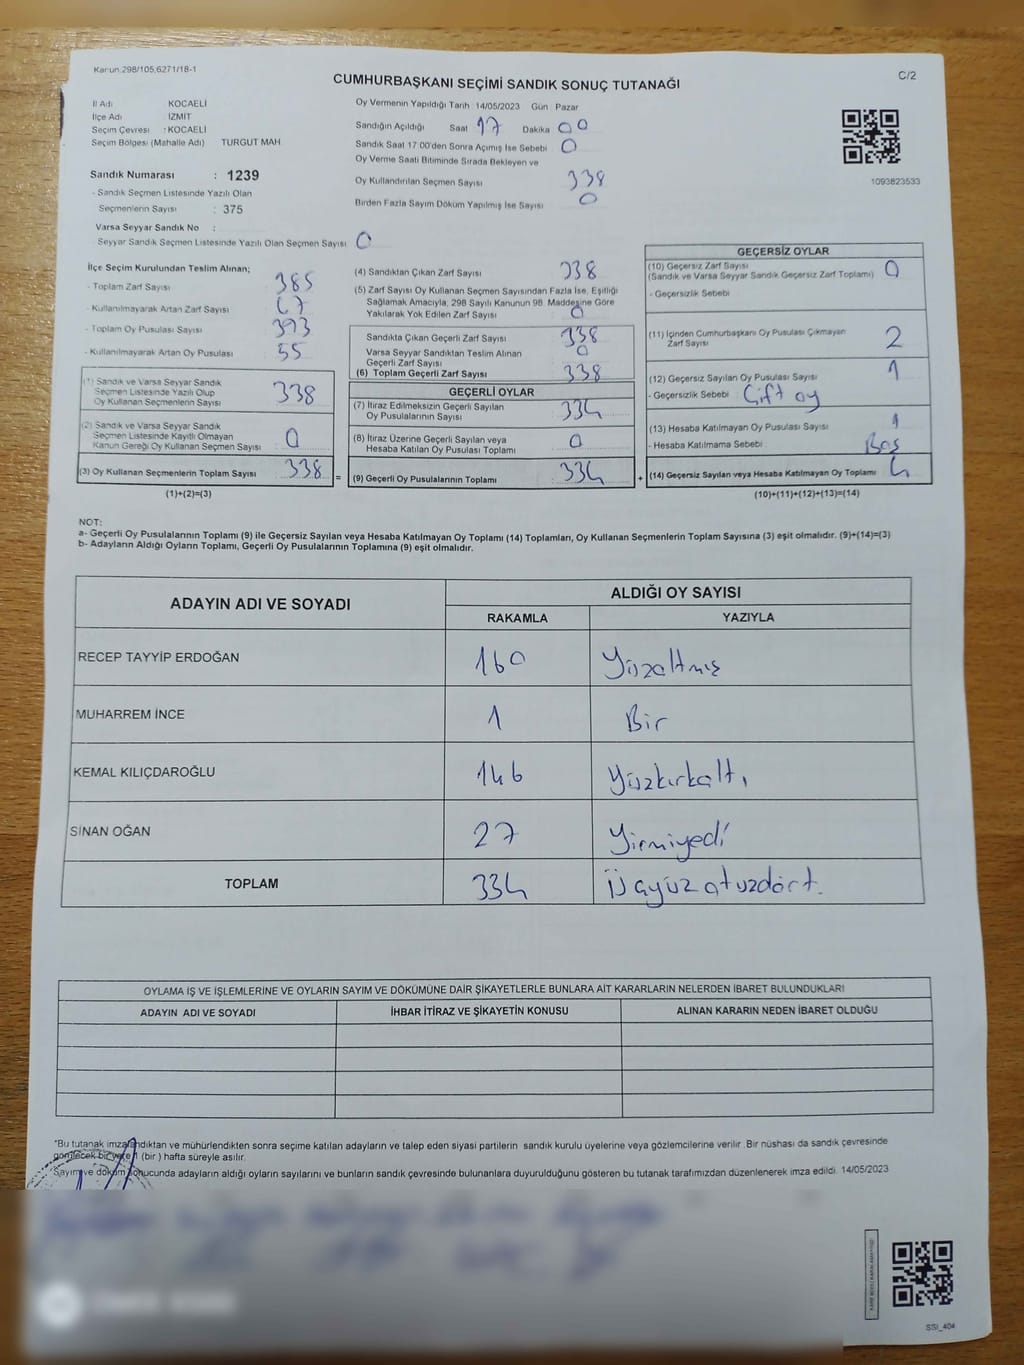 Kanun:298/105,6271/18-1
C/2
CUMHURBAŞKANI SEÇİMİ SANDIK SONUÇ TUTANAĞI
İl Adı KOCAELİ
İlçe Adı İZMİT
Seçim Çevresi : KOCAELİ
Seçim Bölgesi (Mahalle Adı) TURGUT MAH
Sandık Numarası : 1239
- Sandık Seçmen Listesinde Yazılı Olan
Seçmenlerin Sayısı : 375
Varsa Seyyar Sandık No :
Seyyar Sandık Seçmen Listesinde Yazılı Olan Seçmen Sayısı 0
Oy Vermenin Yapıldığı Tarih 14/05/2023 Gün Pazar
Sandığın Açıldığı Saat 17 Dakika 00
Sandık Saat 17 00'den Sonra Açımış İse Sebebi 0
Oy Verme Saati Bitiminde Sırada Bekleyen ve
Oy Kullandırılan Seçmen Sayısı 338
Birden Fazla Sayım Döküm Yapılmış İse Sayısı 0
1093823533
İlçe Seçim Kurulundan Teslim Alınan;
- Toplam Zarf Sayısı 385
- Kullanılmayarak Artan Zarf Sayısı 67
- Toplam Oy Pusulası Sayısı 393
- Kullanılmayarak Artan Oy Pusulası 55
(1) Sandık ve Varsa Seyyar Sandık
Seçmen Listesinde Yazılı Olup
Oy Kullanan Seçmenlerin Sayısı 338
(2) Sandık ve Varsa Seyyar Sandık
Seçmen Listesinde Kayıtlı Olmayan
Kanun Gereği Oy Kullanan Seçmen Sayısı 0
(3) Oy Kullanan Seçmenlerin Toplam Sayısı 338
(1)+(2)=(3)
=
(4) Sandıktan Çıkan Zarf Sayısı 338
(5) Zarf Sayısı Oy Kullanan Seçmen Sayısından Fazla İse, Eşitliği
Sağlamak Amacıyla, 298 Sayılı Kanunun 98. Maddesine Göre
Yakılarak Yok Edilen Zarf Sayısı 0
Sandıkta Çıkan Geçerli Zarf Sayısı 338
Varsa Seyyar Sandıktan Teslim Alınan
Geçerli Zarf Sayısı 0
(6) Toplam Geçerli Zarf Sayısı 338
GEÇERLİ OYLAR
(7) İtiraz Edilmeksizin Geçerli Sayılan
Oy Pusulalarının Sayısı 334
(8) İtiraz Üzerine Geçerli Sayılan veya
Hesaba Katılan Oy Pusulası Toplamı 0
(9) Geçerli Oy Pusulalarının Toplamı 334
+
GEÇERSİZ OYLAR
(10) Geçersiz Zarf Sayısı
(Sandık ve Varsa Seyyar Sandık Geçersiz Zarf Toplamı) 0
- Geçersizlik Sebebi
(11) İçinden Cumhurbaşkanı Oy Pusulası Çıkmayan
Zarf Sayısı 2
(12) Geçersiz Sayılan Oy Pusulası Sayısı 1
- Geçersizlik Sebebi Çift oy
(13) Hesaba Katılmayan Oy Pusulası Sayısı 1
- Hesaba Katılmama Sebebi : Boş
(14) Geçersiz Sayılan veya Hesaba Katılmayan Oy Toplamı 4
(10)+(11)+(12)+(13)=(14)
NOT:
a- Geçerli Oy Pusulalarının Toplamı (9) ile Geçersiz Sayılan veya Hesaba Katılmayan Oy Toplamı (14) Toplamları, Oy Kullanan Seçmenlerin Toplam Sayısına (3) eşit olmalıdır. (9)+(14)=(3)
b- Adayların Aldığı Oyların Toplamı, Geçerli Oy Pusulalarının Toplamına (9) eşit olmalıdır.
ADAYIN ADI VE SOYADI ALDIĞI OY SAYISI
RAKAMLA YAZIYLA
RECEP TAYYİP ERDOĞAN 160 Yüzaltmış
MUHARREM İNCE 1 Bir
KEMAL KILIÇDAROĞLU 146 Yüzkırkaltı
SİNAN OĞAN 27 Yirmiyedi
TOPLAM 334 Üçyüzotuzdört.
OYLAMA İŞ VE İŞLEMLERİNE VE OYLARIN SAYIM VE DÖKÜMÜNE DAİR ŞİKAYETLERLE BUNLARA AİT KARARLARIN NELERDEN İBARET BULUNDUKLARI
ADAYIN ADI VE SOYADI İHBAR İTİRAZ VE ŞİKAYETİN KONUSU ALINAN KARARIN NEDEN İBARET OLDUĞU
*Bu tutanak imzalandıktan ve mühürlendikten sonra seçime katılan adayların ve talep eden siyasi partilerin sandık kurulu üyelerine veya gözlemcilerine verilir. Bir nüshası da sandık çevresinde
görülecek bir yere 1 (bir ) hafta süreyle asılır.
Sayım ve döküm sonucunda adayların aldığı oyların sayılarını ve bunların sandık çevresinde bulunanlara duyurulduğunu gösteren bu tutanak tarafımızdan düzenlenerek imza edildi. 14/05/2023
SSI_404